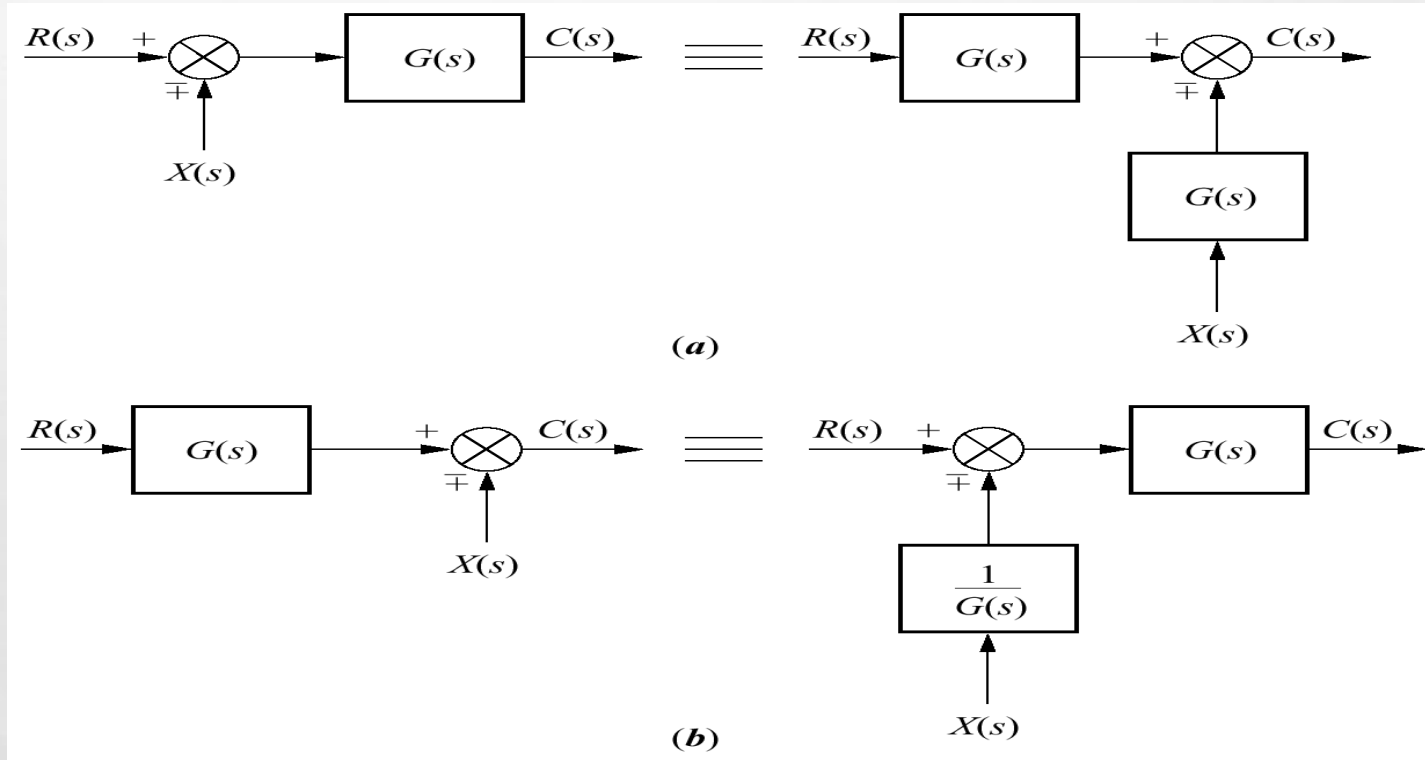 R(s) + G(s) C(s) R(s) G(s) + C(s)
∓ ∓
X(s) G(s)
X(s)
(a)
R(s) G(s) + C(s) R(s) + G(s) C(s)
∓ ∓
X(s) 1
G(s)
X(s)
(b)